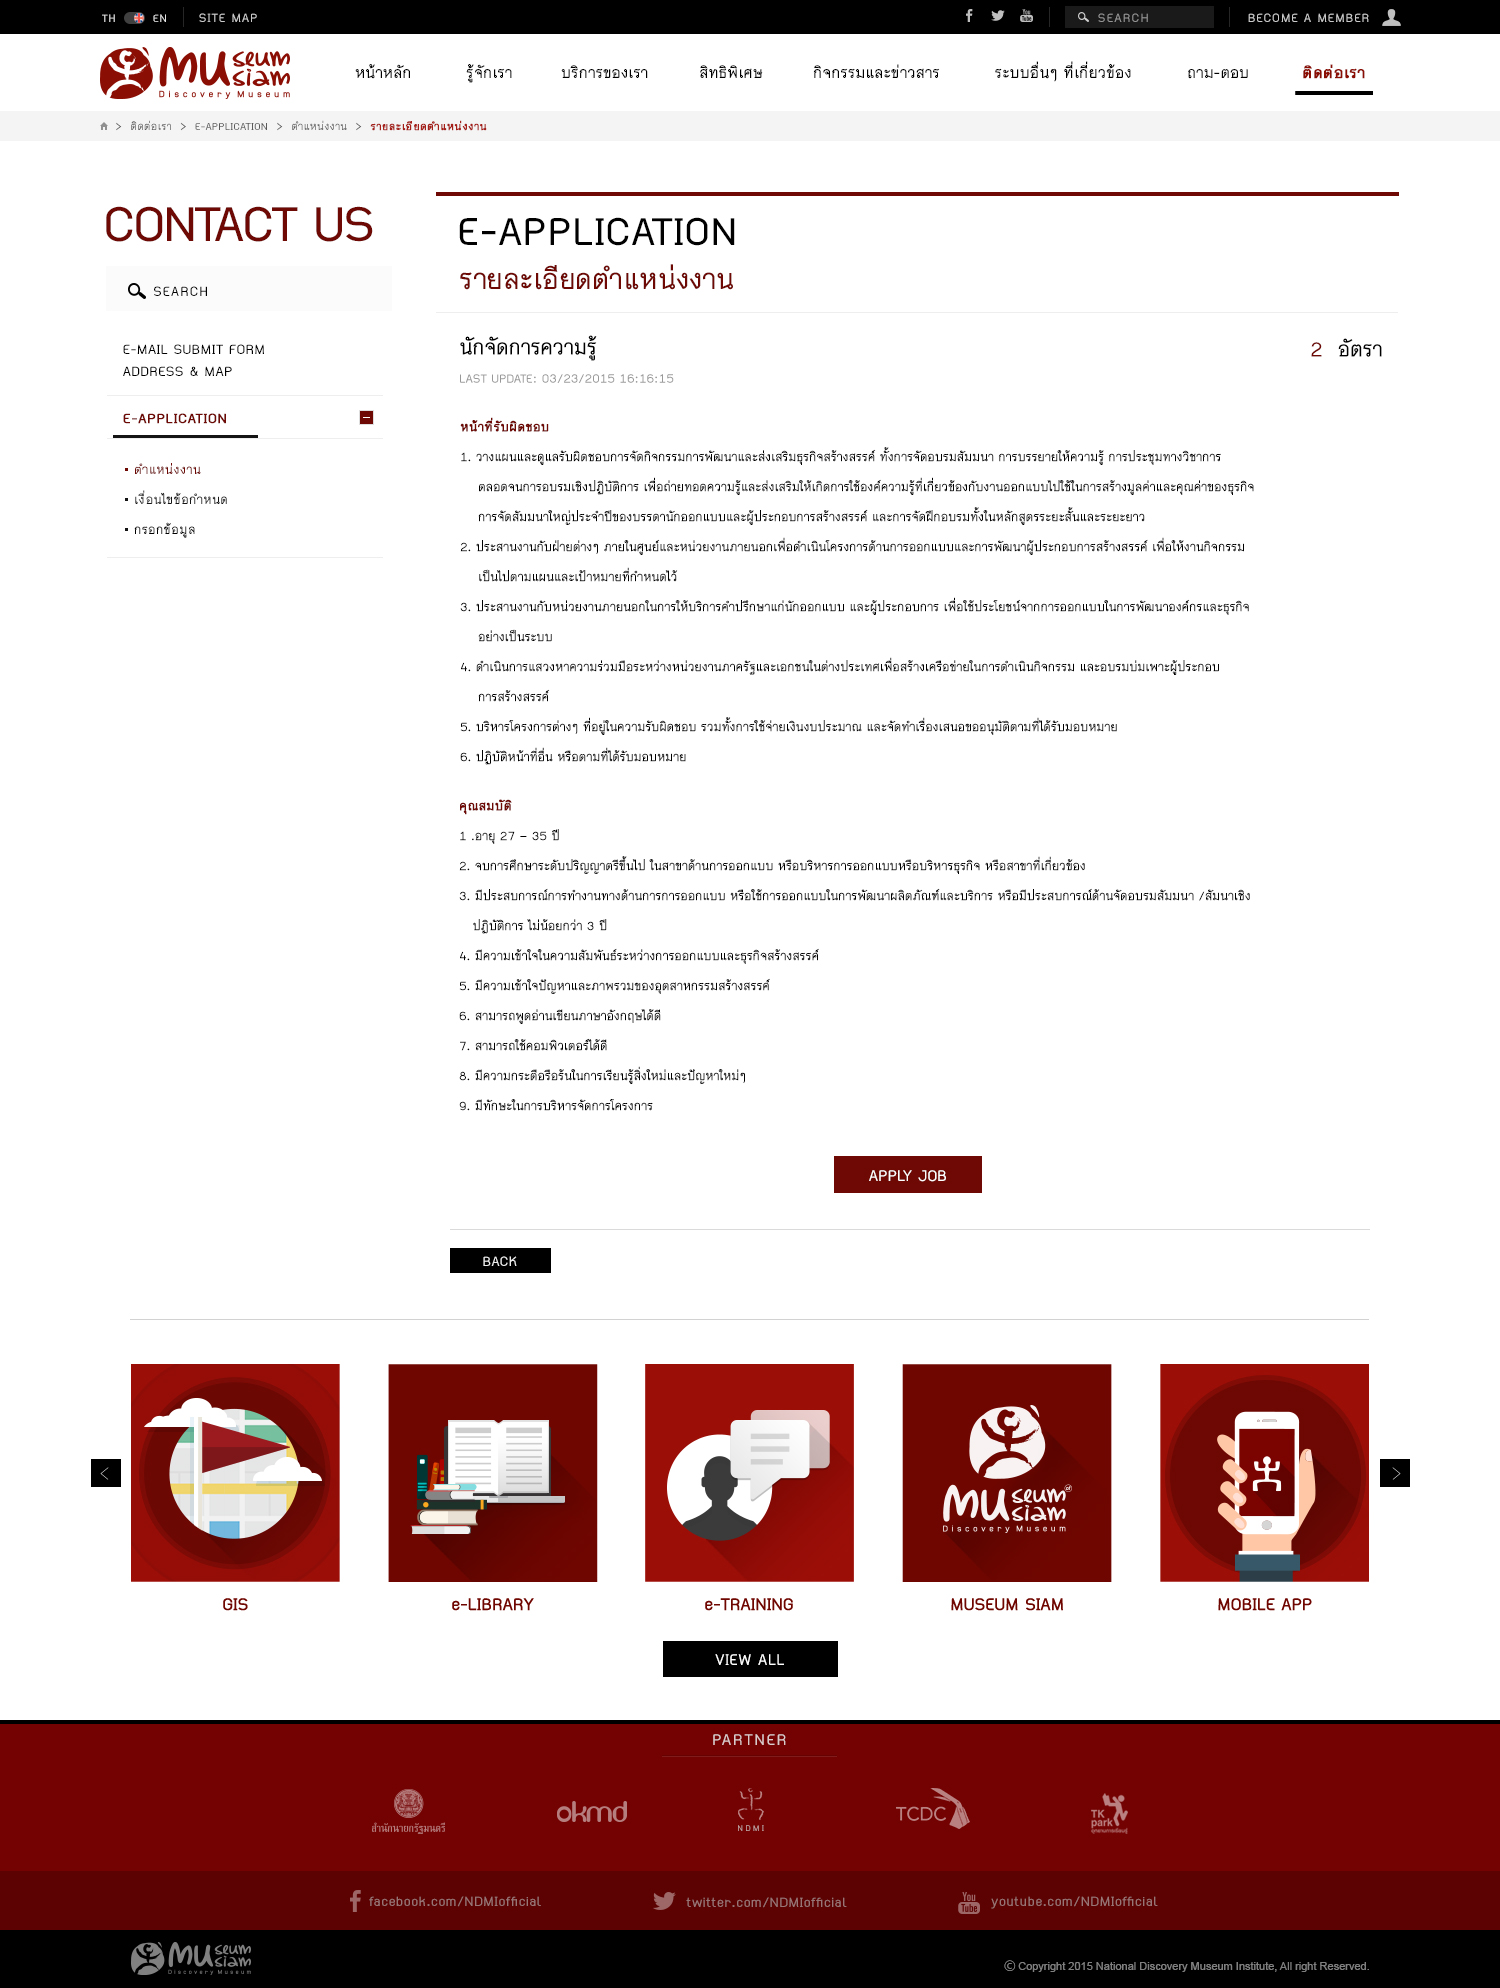 TH EN SITE MAP SEARCH BECOME A MEMBER
MUseum Siam
Discovery Museum
หน้าหลัก รู้จักเรา บริการของเรา สิทธิพิเศษ กิจกรรมและข่าวสาร ระบบอื่นๆ ที่เกี่ยวข้อง ถาม-ตอบ ติดต่อเรา
> ติดต่อเรา > E-APPLICATION > ตำแหน่งงาน > รายละเอียดตำแหน่งงาน
CONTACT US
SEARCH
E-MAIL SUBMIT FORM
ADDRESS & MAP
E-APPLICATION
• ตำแหน่งงาน
• เงื่อนไขข้อกำหนด
• กรอกข้อมูล
E-APPLICATION
รายละเอียดตำแหน่งงาน
นักจัดการความรู้ 2 อัตรา
LAST UPDATE: 03/23/2015 16:16:15
หน้าที่รับผิดชอบ
1. วางแผนและดูแลรับผิดชอบการจัดกิจกรรมการพัฒนาและส่งเสริมธุรกิจสร้างสรรค์ ทั้งการจัดอบรมสัมมนา การบรรยายให้ความรู้ การประชุมทางวิชาการ
ตลอดจนการอบรมเชิงปฏิบัติการ เพื่อถ่ายทอดความรู้และส่งเสริมให้เกิดการใช้องค์ความรู้ที่เกี่ยวข้องกับงานออกแบบไปใช้ในการสร้างมูลค่าและคุณค่าของธุรกิจ
การจัดสัมมนาใหญ่ประจำปีของบรรดานักออกแบบและผู้ประกอบการสร้างสรรค์ และการจัดฝึกอบรมทั้งในหลักสูตรระยะสั้นและระยะยาว
2. ประสานงานกับฝ่ายต่างๆ ภายในศูนย์และหน่วยงานภายนอกเพื่อดำเนินโครงการด้านการออกแบบและการพัฒนาผู้ประกอบการสร้างสรรค์ เพื่อให้งานกิจกรรม
เป็นไปตามแผนและเป้าหมายที่กำหนดไว้
3. ประสานงานกับหน่วยงานภายนอกในการให้บริการคำปรึกษาแก่นักออกแบบ และผู้ประกอบการ เพื่อใช้ประโยชน์จากการออกแบบในการพัฒนาองค์กรและธุรกิจ
อย่างเป็นระบบ
4. ดำเนินการแสวงหาความร่วมมือระหว่างหน่วยงานภาครัฐและเอกชนในต่างประเทศเพื่อสร้างเครือข่ายในการดำเนินกิจกรรม และอบรมบ่มเพาะผู้ประกอบ
การสร้างสรรค์
5. บริหารโครงการต่างๆ ที่อยู่ในความรับผิดชอบ รวมทั้งการใช้จ่ายเงินงบประมาณ และจัดทำเรื่องเสนอขออนุมัติตามที่ได้รับมอบหมาย
6. ปฏิบัติหน้าที่อื่น หรือตามที่ได้รับมอบหมาย
คุณสมบัติ
1 .อายุ 27 – 35 ปี
2. จบการศึกษาระดับปริญญาตรีขึ้นไป ในสาขาด้านการออกแบบ หรือบริหารการออกแบบหรือบริหารธุรกิจ หรือสาขาที่เกี่ยวข้อง
3. มีประสบการณ์การทำงานทางด้านการการออกแบบ หรือใช้การออกแบบในการพัฒนาผลิตภัณฑ์และบริการ หรือมีประสบการณ์ด้านจัดอบรมสัมมนา /สัมนาเชิง
ปฏิบัติการ ไม่น้อยกว่า 3 ปี
4. มีความเข้าใจในความสัมพันธ์ระหว่างการออกแบบและธุรกิจสร้างสรรค์
5. มีความเข้าใจปัญหาและภาพรวมของอุตสาหกรรมสร้างสรรค์
6. สามารถพูดอ่านเขียนภาษาอังกฤษได้ดี
7. สามารถใช้คอมพิวเตอร์ได้ดี
8. มีความกระตือรือร้นในการเรียนรู้สิ่งใหม่และปัญหาใหม่ๆ
9. มีทักษะในการบริหารจัดการโครงการ
APPLY JOB
BACK
< >
MUseum Siam
Discovery Museum
GIS e-LIBRARY e-TRAINING MUSEUM SIAM MOBILE APP
VIEW ALL
PARTNER
สำนักนายกรัฐมนตรี okmd NDMI TCDC TK park
facebook.com/NDMIofficial twitter.com/NDMIofficial You Tube youtube.com/NDMIofficial
MUseum Siam
Discovery Museum
© Copyright 2015 National Discovery Museum Institute, All right Reserved.